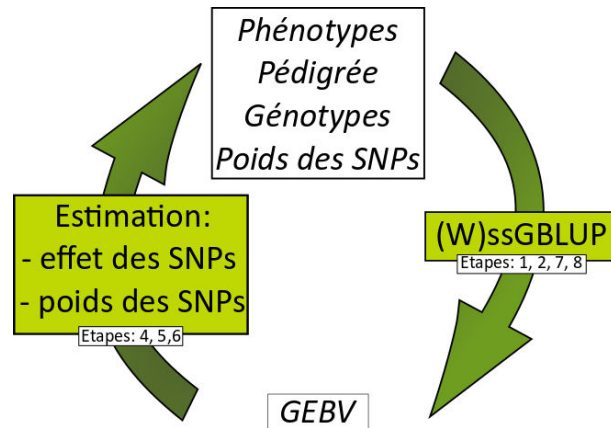 Phénotypes
Pédigrée
Génotypes
Poids des SNPs
(W)ssGBLUP
Etapes: 1, 2, 7, 8
GEBV
Estimation:
- effet des SNPs
- poids des SNPs
Etapes: 4, 5,6